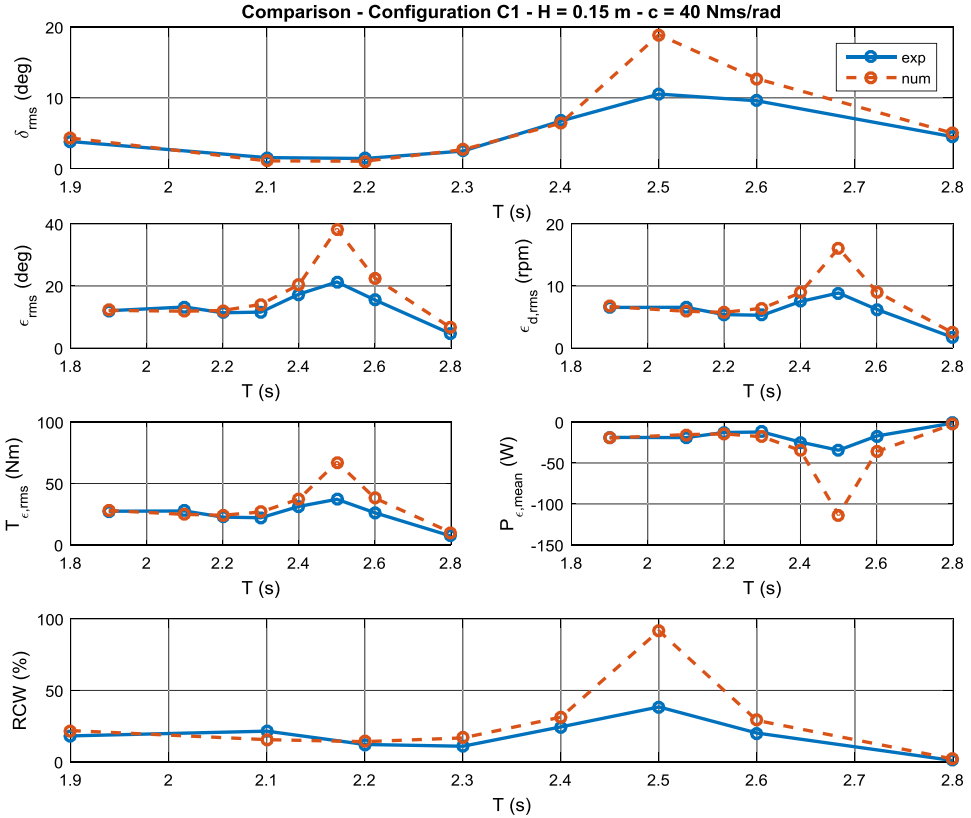 Comparison - Configuration C1 - H = 0.15 m - c = 40 Nms/rad
δrms (deg)
20
10
0
exp
num
1.9 2 2.1 2.2 2.3 2.4 2.5 2.6 2.7 2.8
T (s)
ϵrms (deg)
40
20
0
1.8 2 2.2 2.4 2.6 2.8
T (s)
ϵd,rms (rpm)
20
10
0
1.8 2 2.2 2.4 2.6 2.8
T (s)
Tϵ,rms (Nm)
100
50
0
1.8 2 2.2 2.4 2.6 2.8
T (s)
Pϵ,mean (W)
0
-50
-100
-150
1.8 2 2.2 2.4 2.6 2.8
T (s)
RCW (%)
100
50
0
1.9 2 2.1 2.2 2.3 2.4 2.5 2.6 2.7 2.8
T (s)